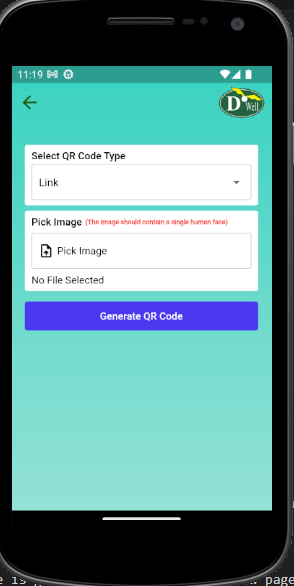 11:19
D Well
Select QR Code Type
Link
Pick Image (The image should contain a single human face)
Pick Image
No File Selected
Generate QR Code